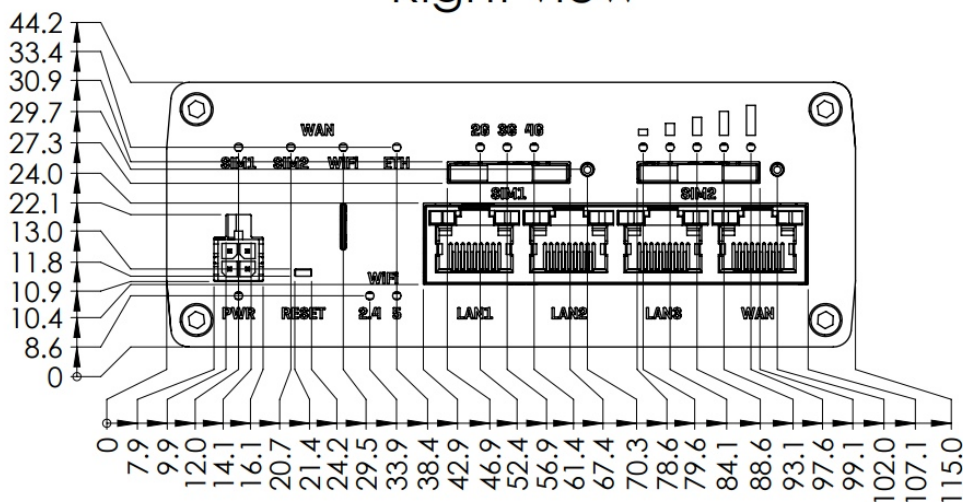 Right view
44.2
33.4
30.9
29.7
27.3
24.0
22.1
13.0
11.8
10.9
10.4
8.6
0
WAN
SIM1 SIM2 WiFi ETH
2G 3G 4G
SIM1
SIM2
WiFi
PWR RESET 2.4 5 LAN1 LAN2 LAN3 WAN
0 7.9 9.9 12.0 14.1 16.1 20.7 21.4 24.2 29.5 33.9 38.4 42.9 46.9 52.4 56.9 61.4 67.4 70.3 78.6 79.6 84.1 88.6 93.1 97.6 99.1 102.0 107.1 115.0